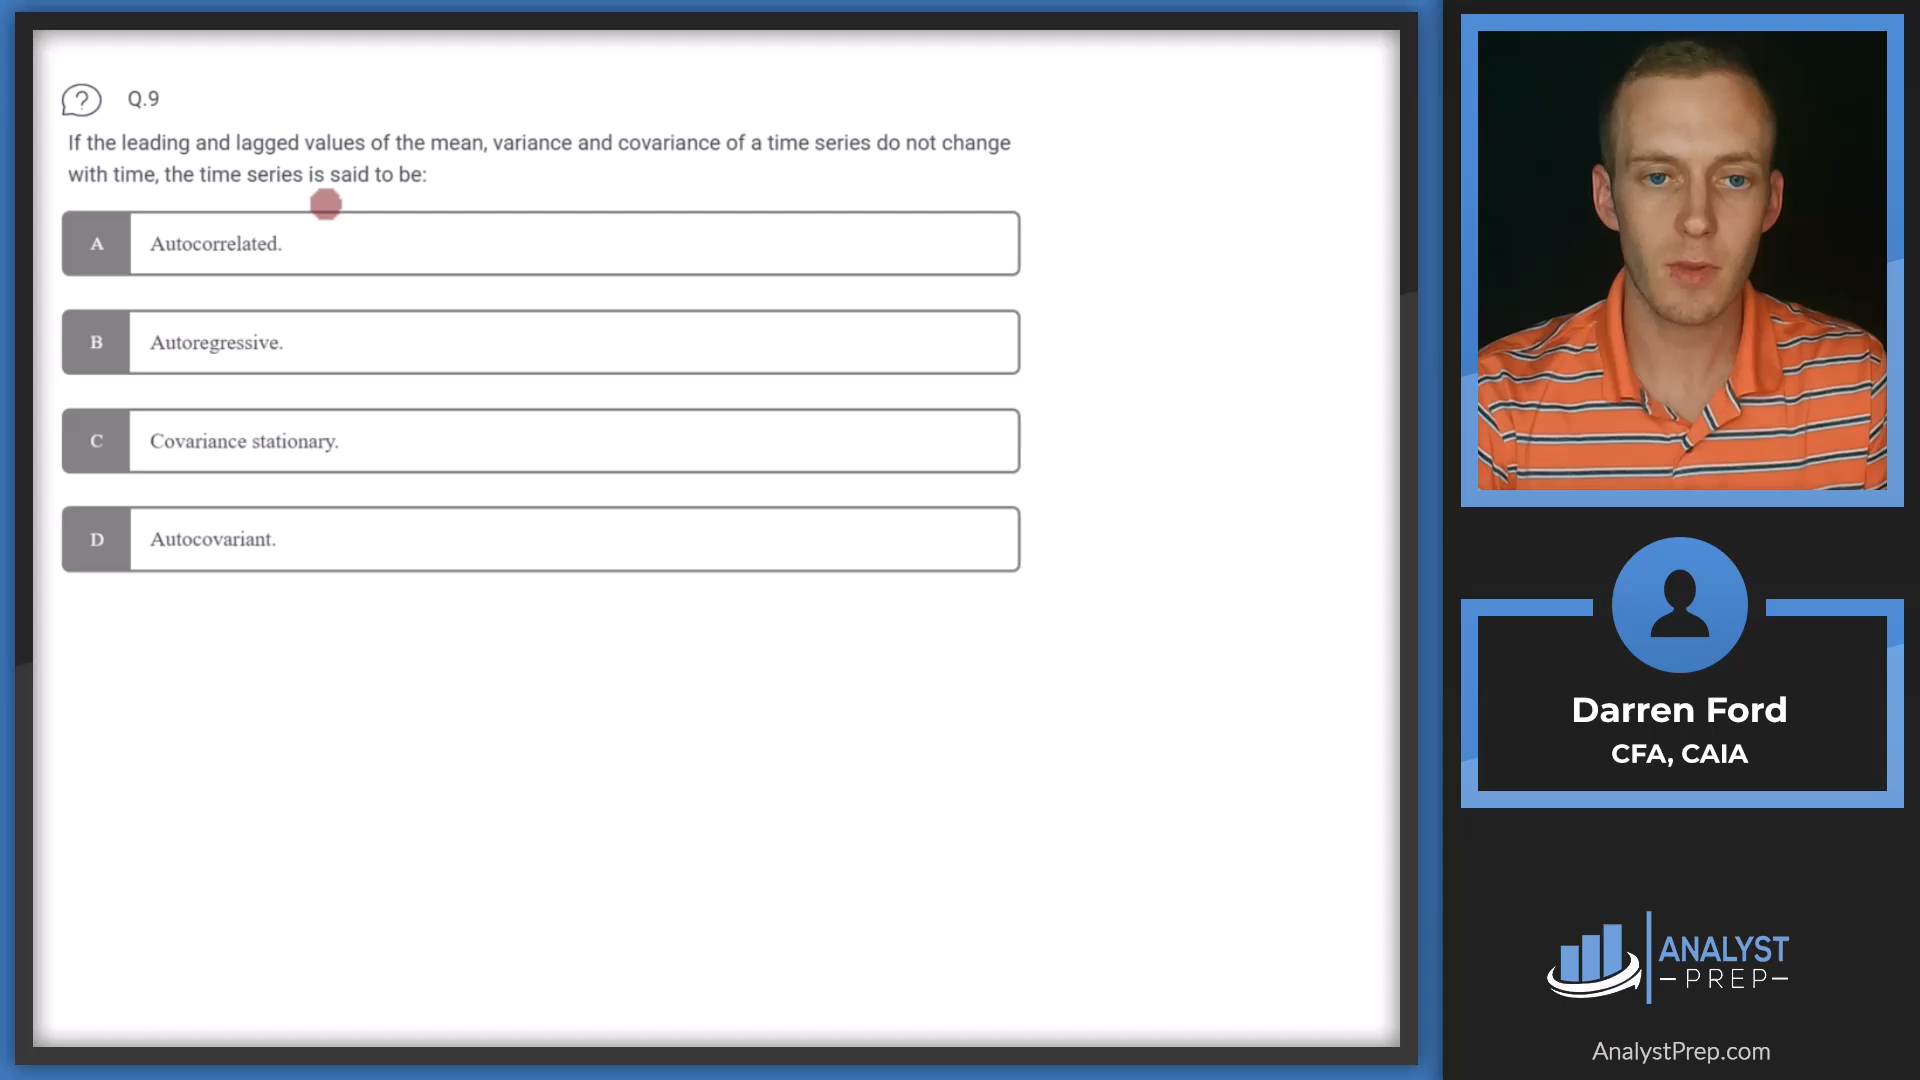 ?
Q.9
If the leading and lagged values of the mean, variance and covariance of a time series do not change
with time, the time series is said to be:
A
Autocorrelated.
B
Autoregressive.
C
Covariance stationary.
D
Autocovariant.
Darren Ford
CFA, CAIA
ANALYST
PREP
AnalystPrep.com